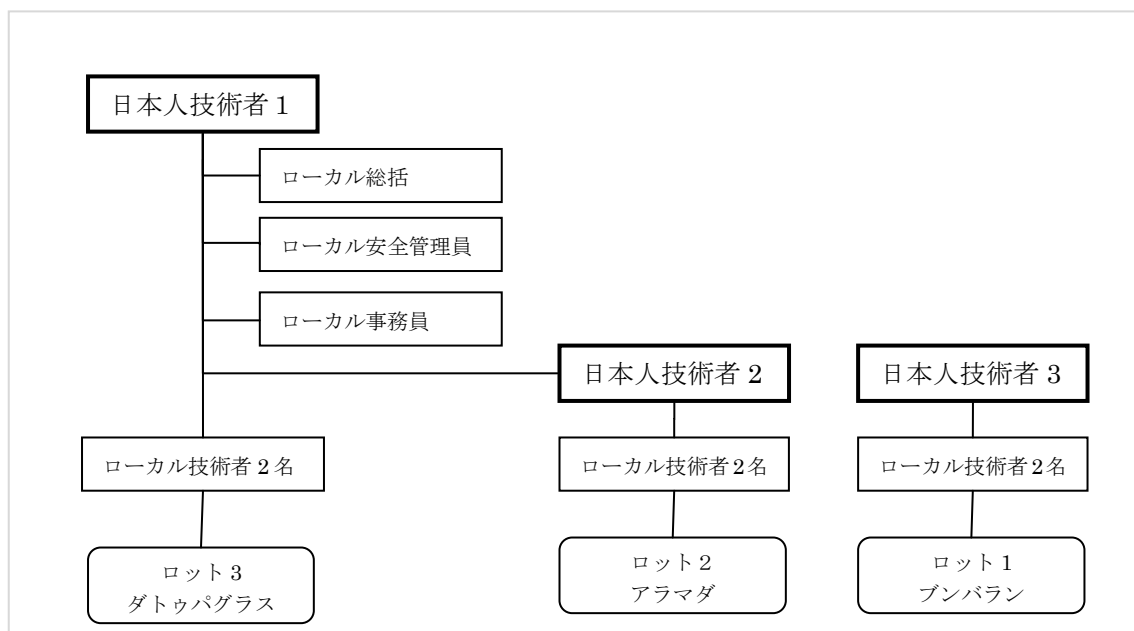 日本人技術者 1
ローカル総括
ローカル安全管理員
ローカル事務員
日本人技術者 2
日本人技術者 3
ローカル技術者 2 名
ローカル技術者 2 名
ローカル技術者 2 名
ロット 3
ダトゥパグラス
ロット 2
アラマダ
ロット 1
ブンバラン